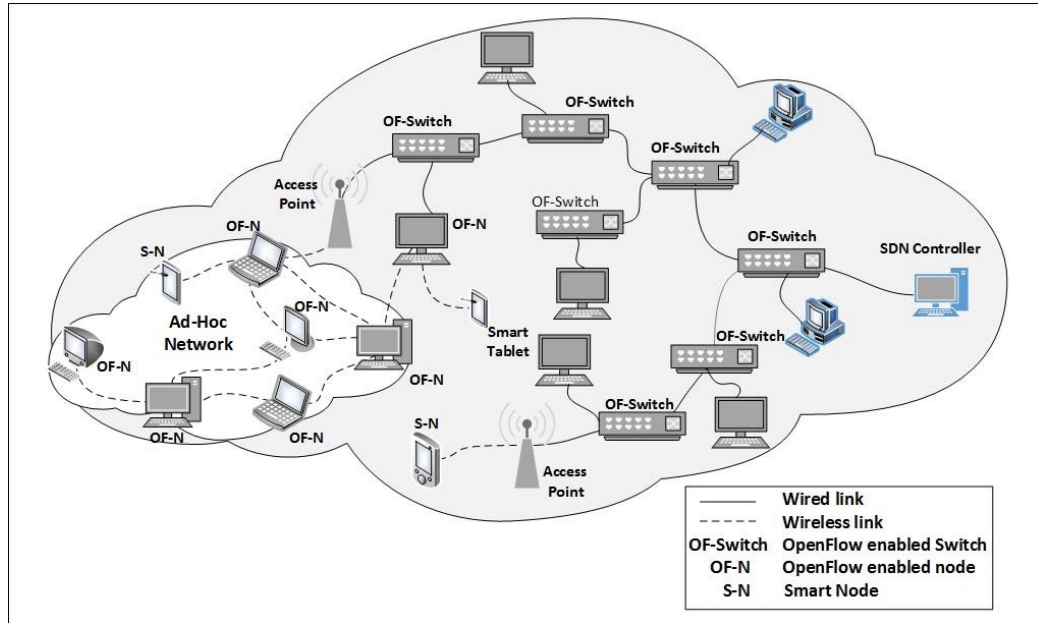 OF-Switch
OF-Switch
OF-Switch
Access
Point
OF-Switch
OF-N
OF-N
S-N
OF-Switch
SDN Controller
OF-N
Ad-Hoc
Network
Smart
Tablet
OF-Switch
OF-N
OF-N
OF-Switch
OF-N
OF-N
S-N
Access
Point
Wired link
Wireless link
OF-Switch OpenFlow enabled Switch
OF-N OpenFlow enabled node
S-N Smart Node